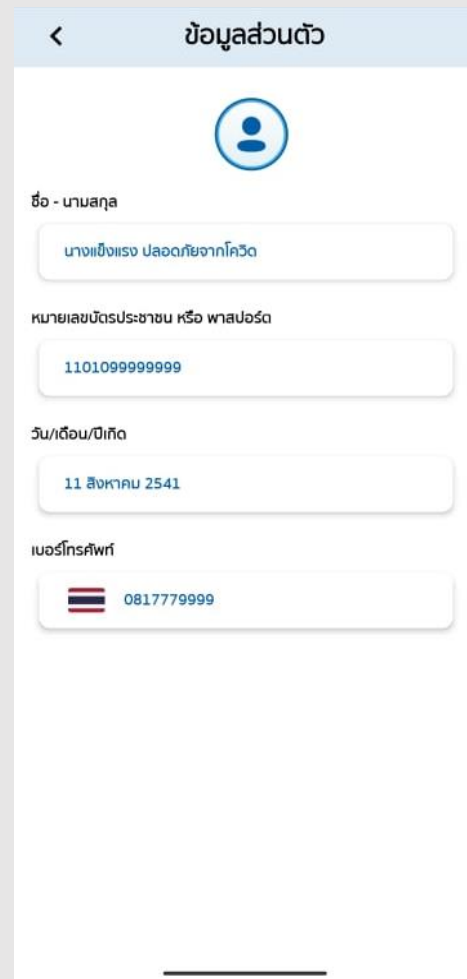 ข้อมูลส่วนตัว
ชื่อ - นามสกุล
นางแข็งแรง ปลอดภัยจากโควิด
หมายเลขบัตรประชาชน หรือ พาสปอร์ต
1101099999999
วัน/เดือน/ปีเกิด
11 สิงหาคม 2541
เบอร์โทรศัพท์
0817779999